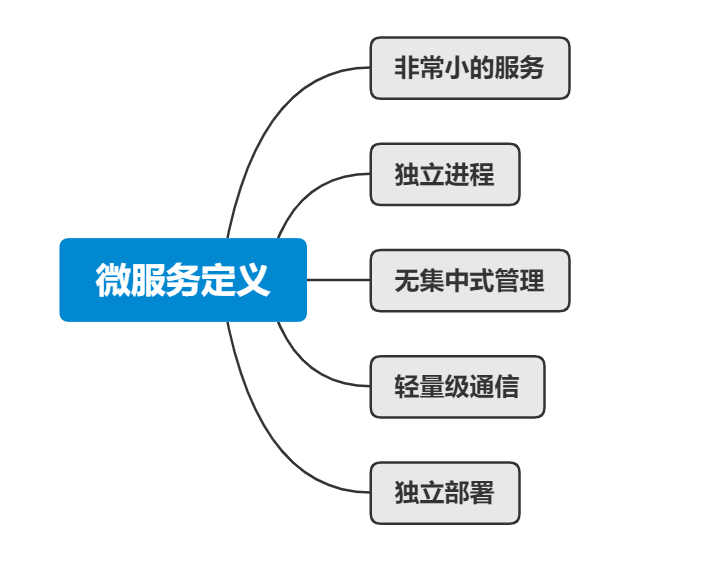 非常小的服务
独立进程
微服务定义
无集中式管理
轻量级通信
独立部署